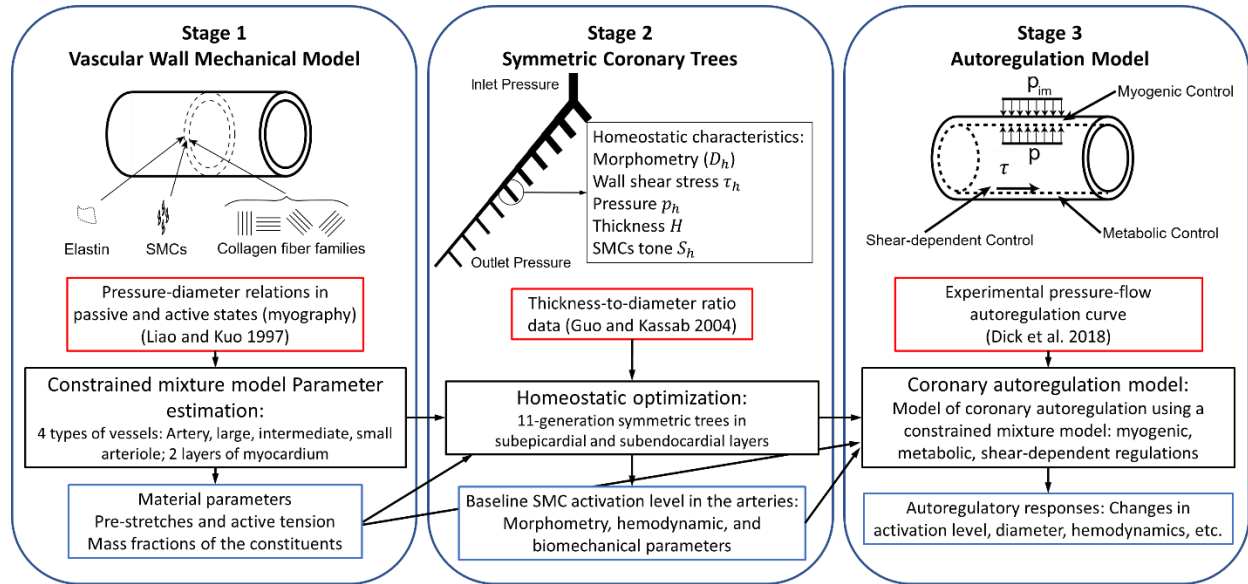 Stage 1
Vascular Wall Mechanical Model
Elastin
SMCs
Collagen fiber families
Pressure-diameter relations in
passive and active states (myography)
(Liao and Kuo 1997)
Constrained mixture model Parameter
estimation:
4 types of vessels: Artery, large, intermediate, small
arteriole; 2 layers of myocardium
Material parameters
Pre-stretches and active tension
Mass fractions of the constituents
Stage 2
Symmetric Coronary Trees
Inlet Pressure
Homeostatic characteristics:
Morphometry (D_h)
Wall shear stress τ_h
Pressure p_h
Thickness H
SMCs tone S_h
Outlet Pressure
Thickness-to-diameter ratio
data (Guo and Kassab 2004)
Homeostatic optimization:
11-generation symmetric trees in
subepicardial and subendocardial layers
Baseline SMC activation level in the arteries:
Morphometry, hemodynamic, and
biomechanical parameters
Stage 3
Autoregulation Model
p_im
Myogenic
Control
p
τ
Shear-dependent Control
Metabolic Control
Experimental pressure-flow
autoregulation curve
(Dick et al. 2018)
Coronary autoregulation model:
Model of coronary autoregulation using a
constrained mixture model: myogenic,
metabolic, shear-dependent regulations
Autoregulatory responses: Changes in
activation level, diameter, hemodynamics, etc.